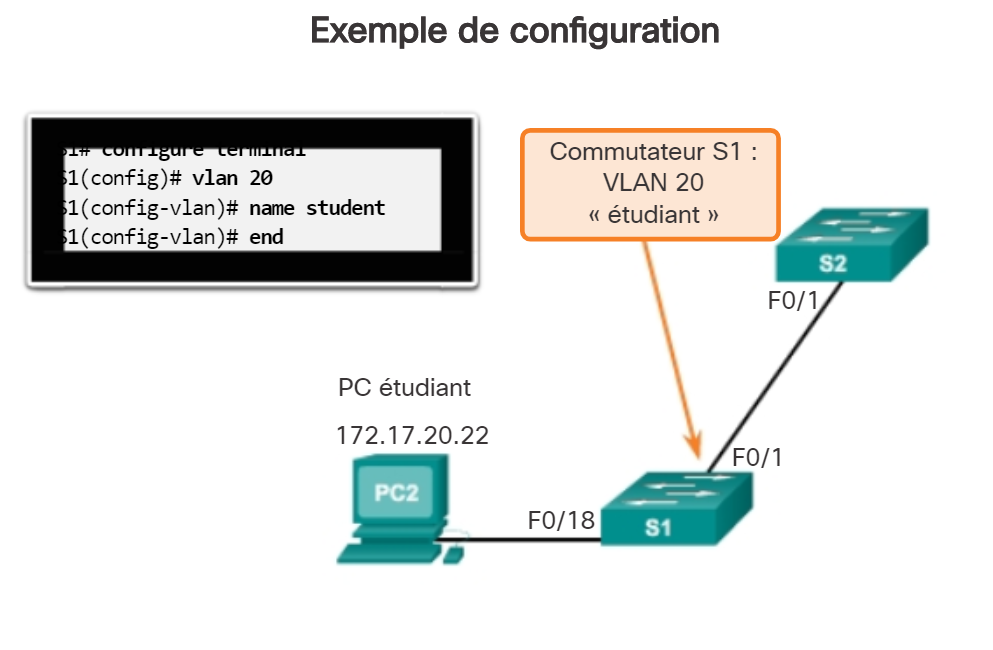 Exemple de configuration
S1# configure terminal
S1(config)# vlan 20
S1(config-vlan)# name student
S1(config-vlan)# end
Commutateur S1 :
VLAN 20
« étudiant »
S2
F0/1
PC étudiant
172.17.20.22
F0/1
PC2
F0/18
S1